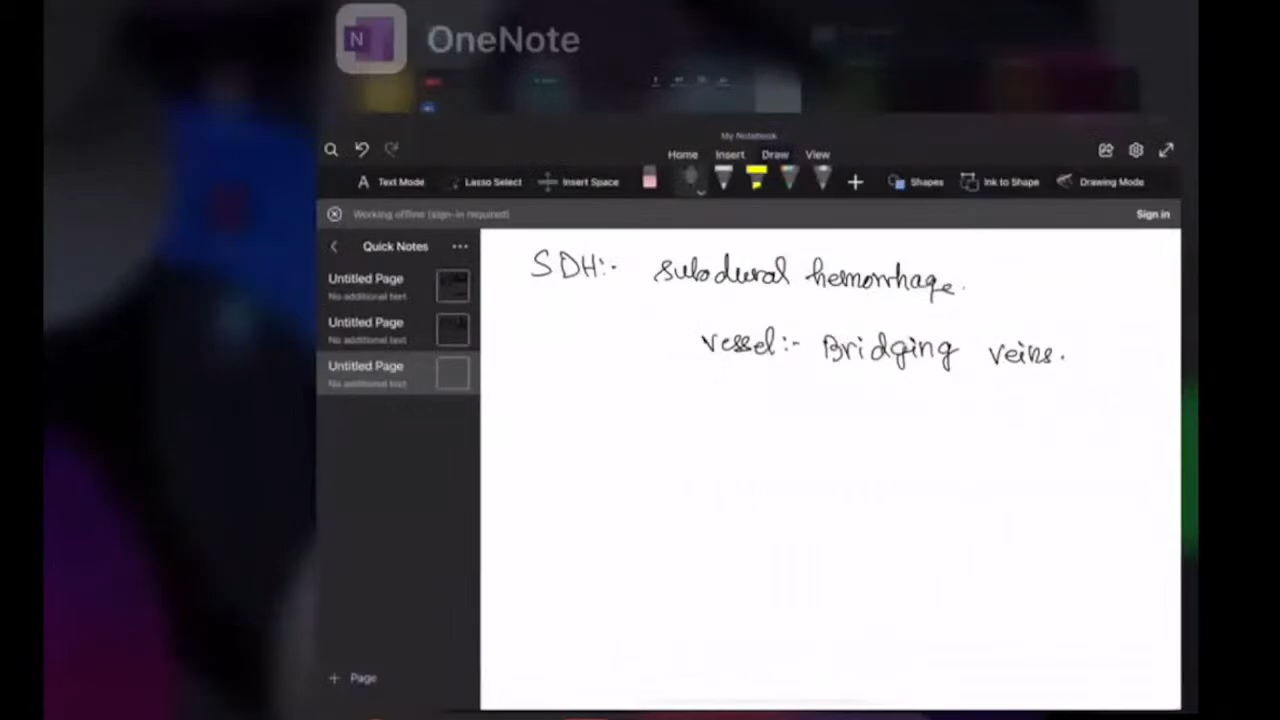 OneNote
My Notebook
Home Insert Draw View
Text Mode Lasso Select Insert Space Shapes Ink to Shape Drawing Mode
Working offline (sign-in required) Sign in
Quick Notes
Untitled Page
No additional text
Untitled Page
No additional text
Untitled Page
No additional text
+ Page
SDH:- subdural hemorrhage.
vessel:- Bridging veins.